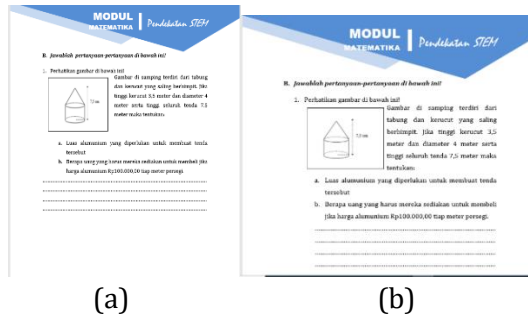 MODUL
MATEMATIKA
Pendekatan STEM
B. Jawablah pertanyaan-pertanyaan di bawah ini!
1. Perhatikan gambar di bawah ini!
Gambar di samping terdiri dari tabung
dan kerucut yang saling berhimpit. Jika
tinggi kerucut 3,5 meter dan diameter 4
meter serta tinggi seluruh tenda 7,5
meter maka tentukan:
7,5 cm
a. Luas alumunium yang diperlukan untuk membuat tenda
tersebut
b. Berapa uang yang harus mereka sediakan untuk membeli jika
harga alumunium Rp100.000,00 tiap meter persegi.
(a)
MODUL
MATEMATIKA
Pendekatan STEM
B. Jawablah pertanyaan-pertanyaan di bawah ini!
1. Perhatikan gambar di bawah ini!
Gambar di samping terdiri dari
tabung dan kerucut yang saling
berhimpit. Jika tinggi kerucut 3,5
meter dan diameter 4 meter serta
tinggi seluruh tenda 7,5 meter maka
tentukan:
7,5 cm
a. Luas alumunium yang diperlukan untuk membuat tenda
tersebut
b. Berapa uang yang harus mereka sediakan untuk membeli
jika harga alumunium Rp100.000,00 tiap meter persegi.
(b)